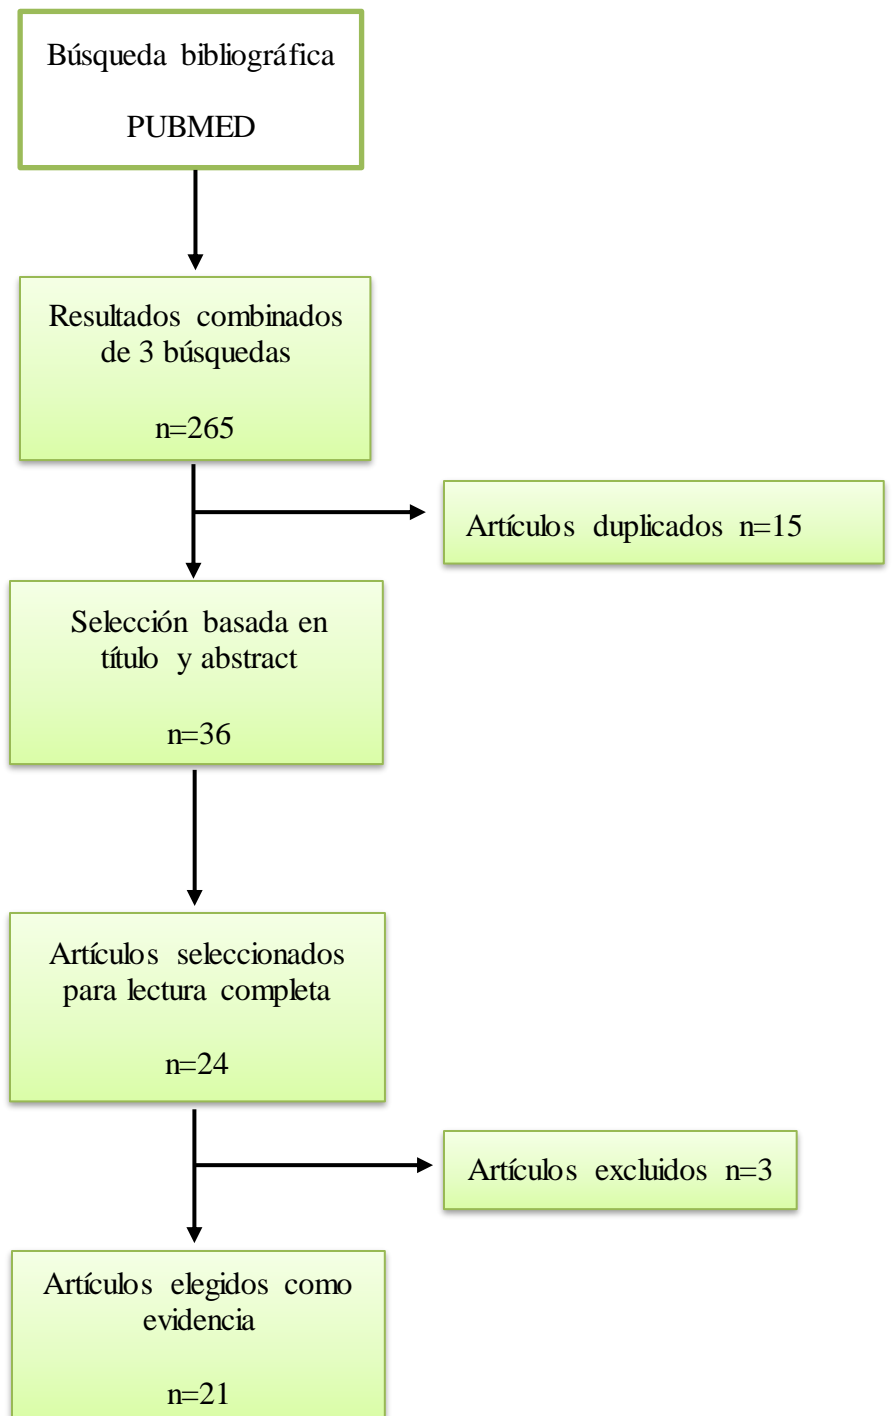 Búsqueda bibliográfica
PUBMED
Resultados combinados
de 3 búsquedas
n=265
Artículos duplicados n=15
Selección basada en
título y abstract
n=36
Artículos seleccionados
para lectura completa
n=24
Artículos excluidos n=3
Artículos elegidos como
evidencia
n=21